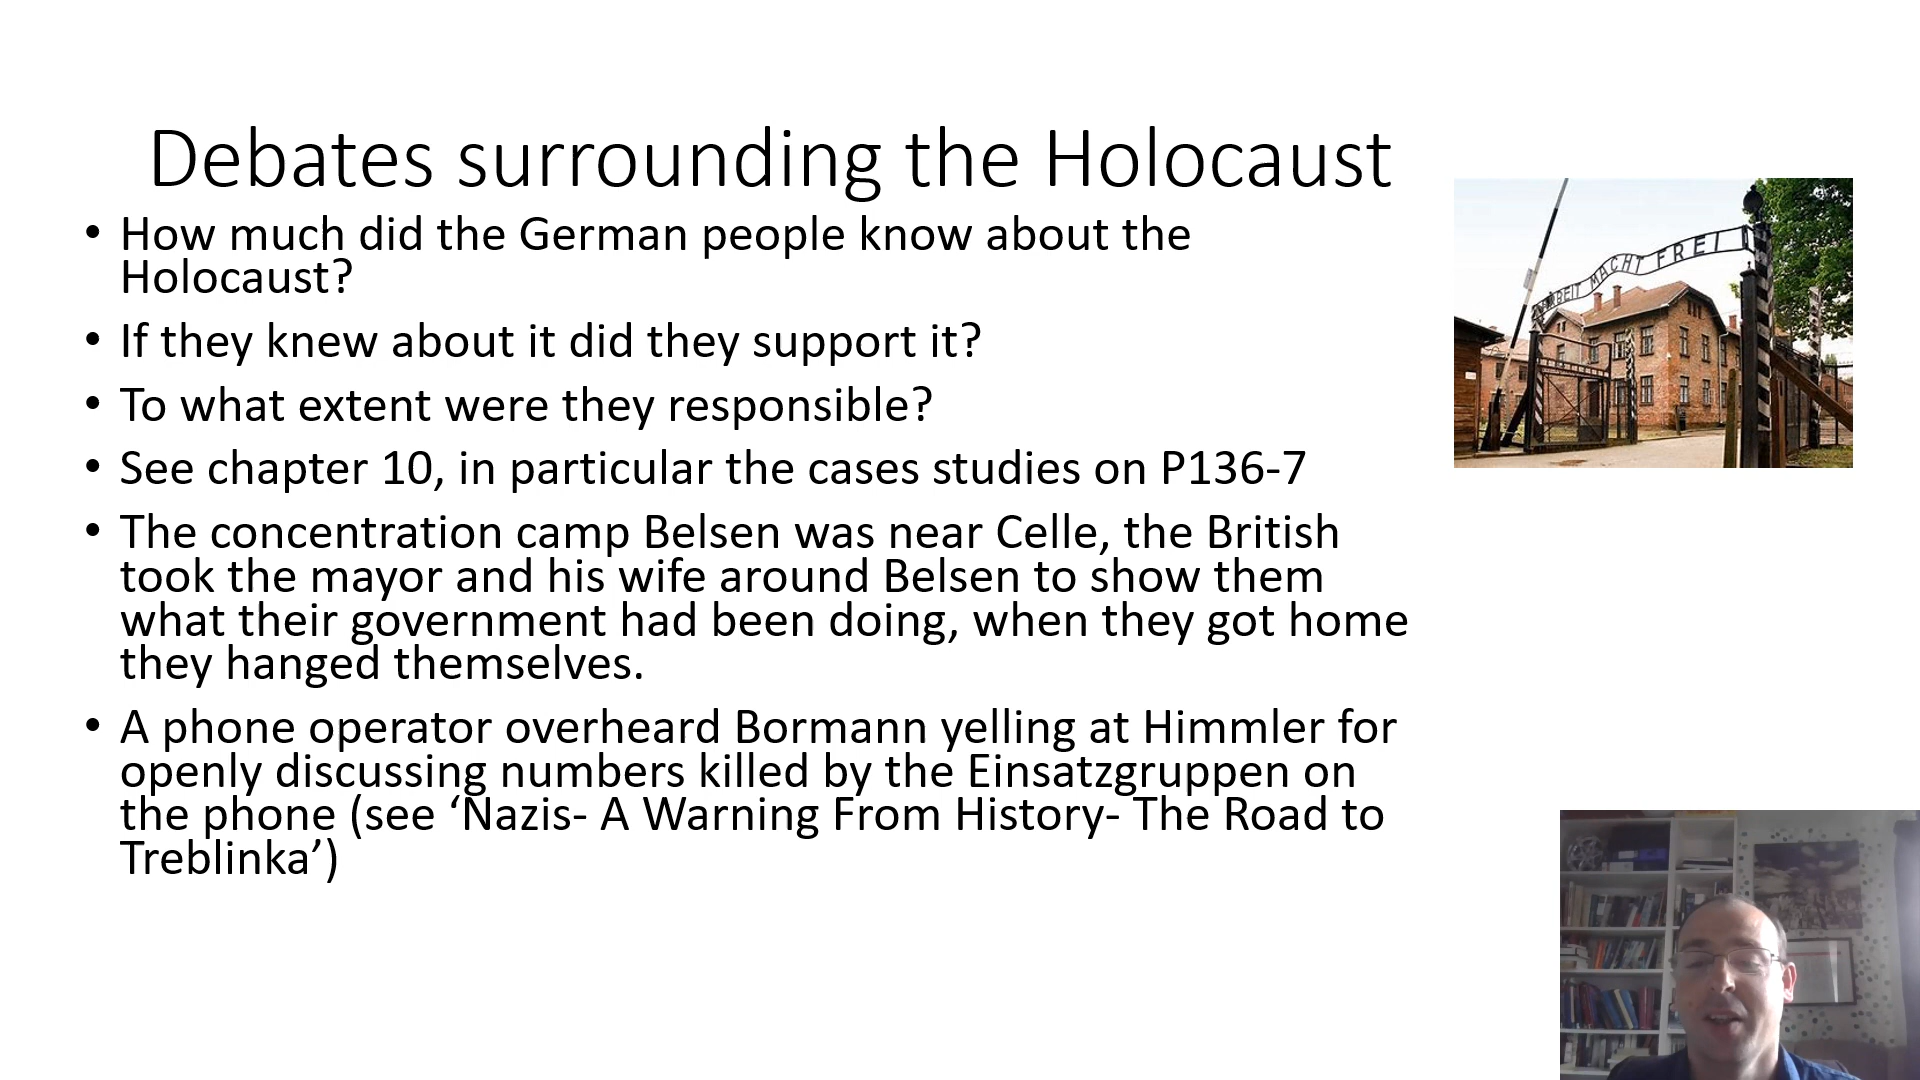 Debates surrounding the Holocaust
• How much did the German people know about the
Holocaust?
• If they knew about it did they support it?
• To what extent were they responsible?
• See chapter 10, in particular the cases studies on P136-7
• The concentration camp Belsen was near Celle, the British
took the mayor and his wife around Belsen to show them
what their government had been doing, when they got home
they hanged themselves.
• A phone operator overheard Bormann yelling at Himmler for
openly discussing numbers killed by the Einsatzgruppen on
the phone (see ‘Nazis- A Warning From History- The Road to
Treblinka’)
ARBEIT MACHT FREI